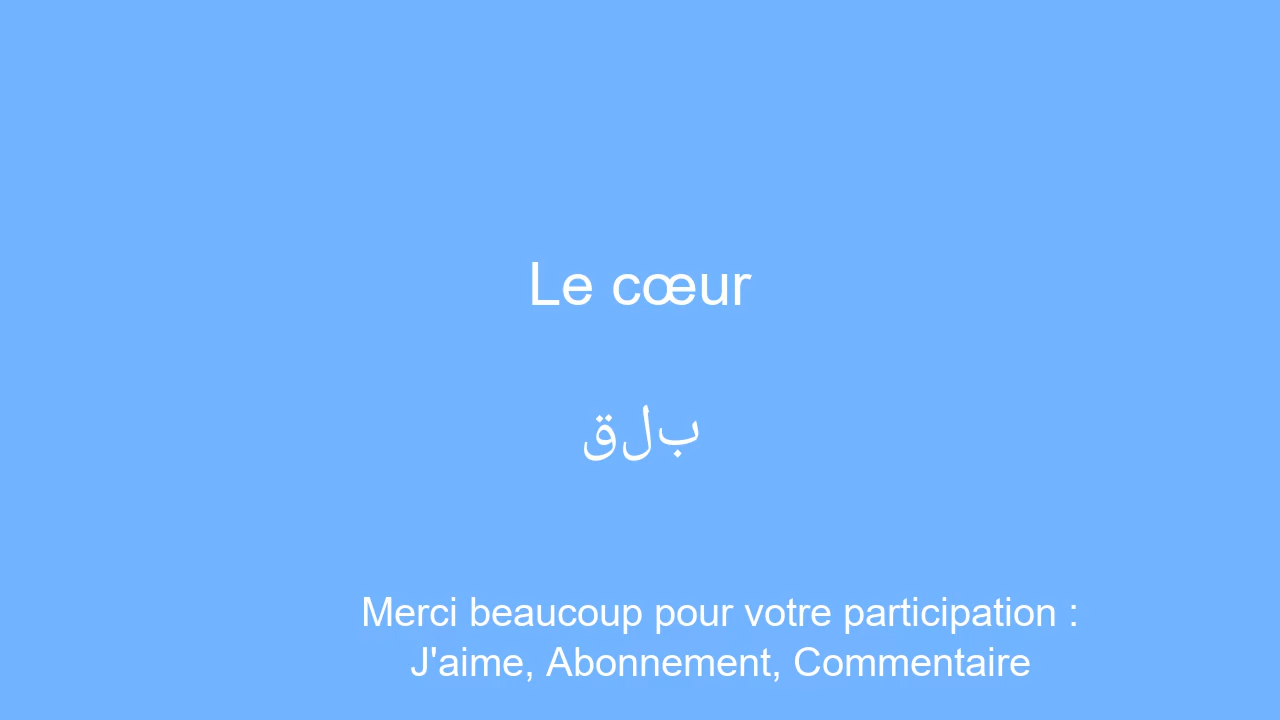 Le cœur
قلب
Merci beaucoup pour votre participation :
J'aime, Abonnement, Commentaire